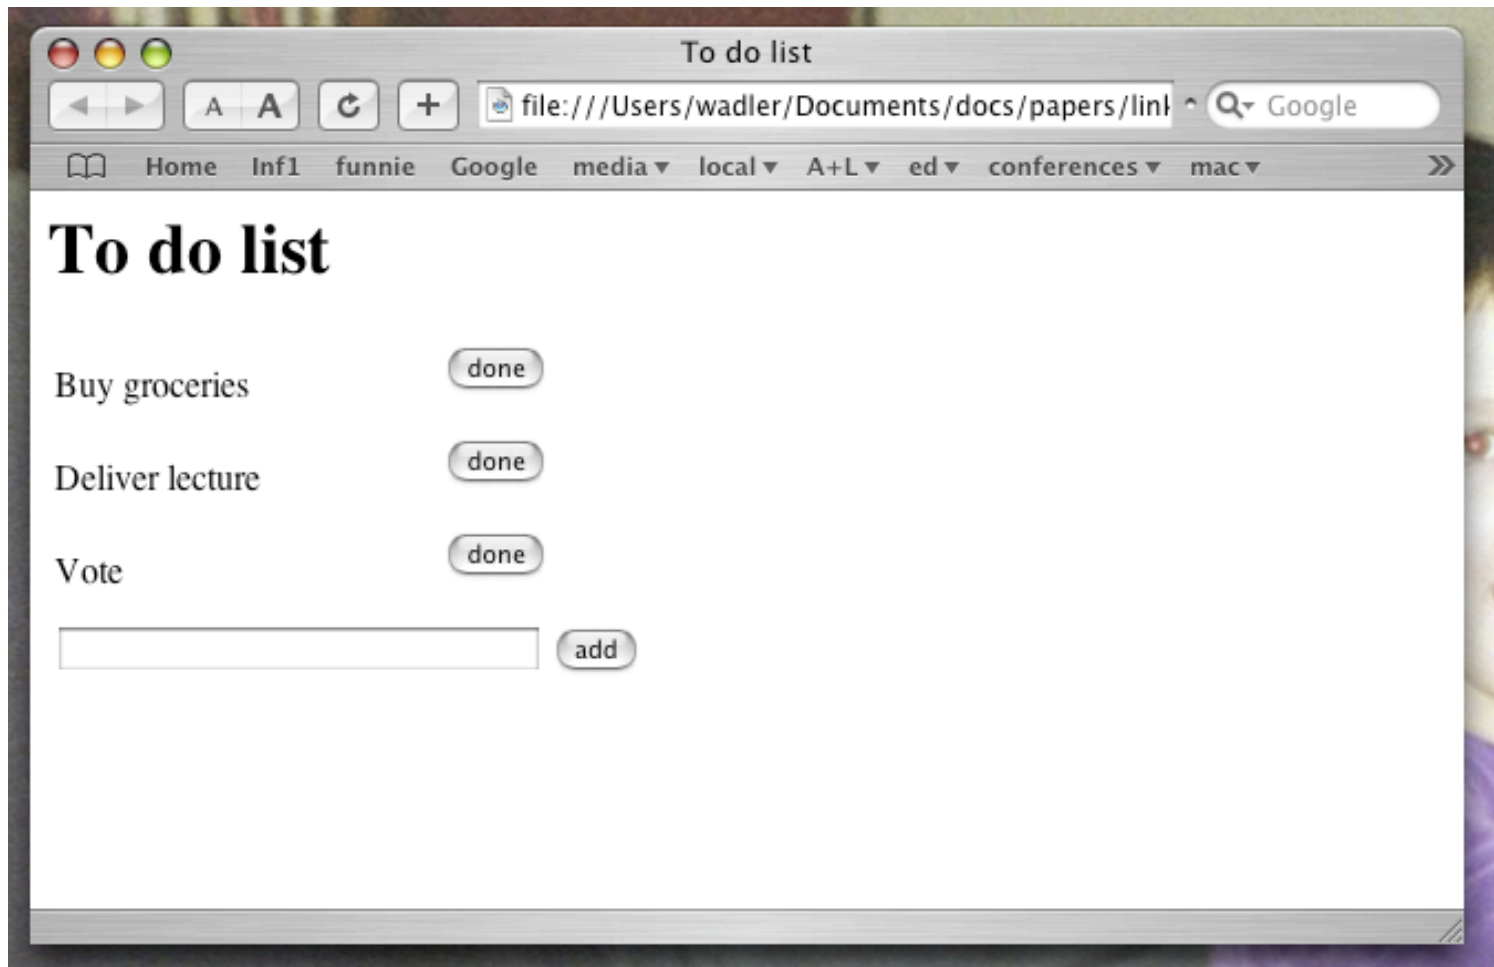 To do list
A A + file:///Users/wadler/Documents/docs/papers/link Google
Home Inf1 funnie Google media local A+L ed conferences mac
To do list
Buy groceries done
Deliver lecture done
Vote done
add